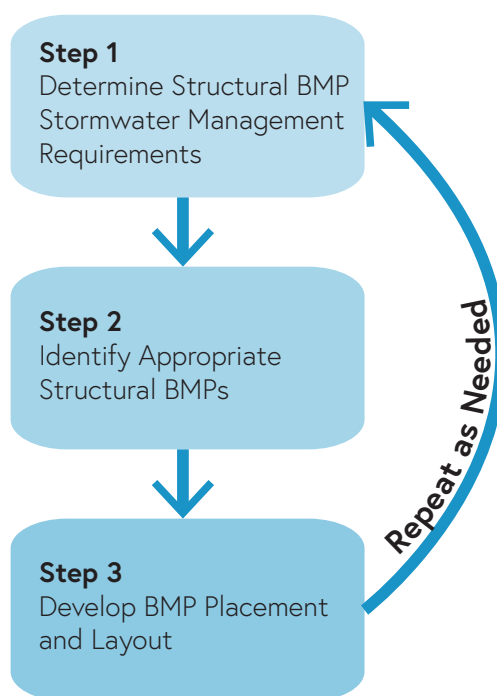 Step 1
Determine Structural BMP
Stormwater Management
Requirements
Step 2
Identify Appropriate
Structural BMPs
Step 3
Develop BMP Placement
and Layout
Repeat as Needed